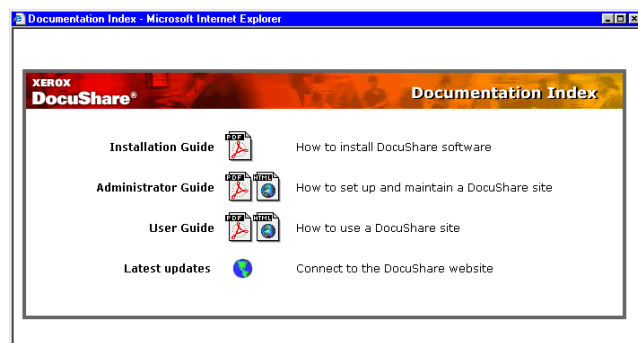 Documentation Index - Microsoft Internet Explorer
XEROX
DocuShare®
Documentation Index
Installation Guide PDF How to install DocuShare software
Administrator Guide PDF HTML How to set up and maintain a DocuShare site
User Guide PDF HTML How to use a DocuShare site
Latest updates Connect to the DocuShare website